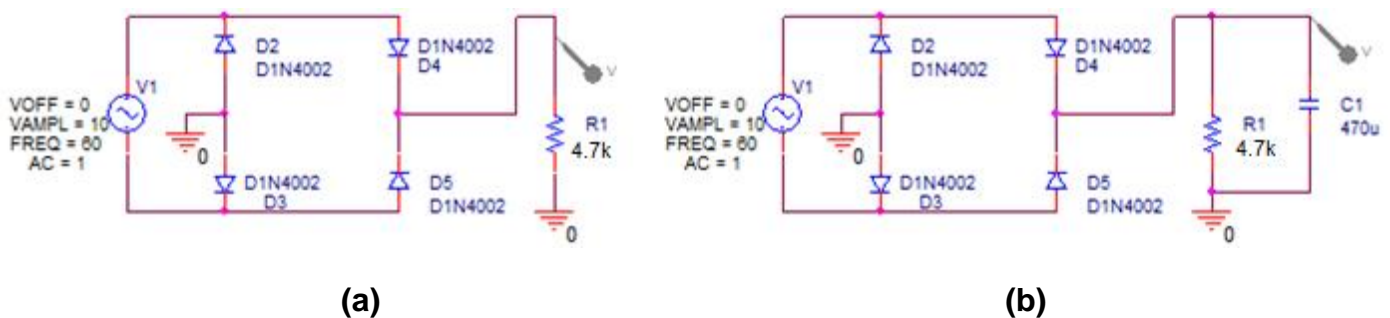 V1
VOFF = 0
VAMPL = 10
FREQ = 60
AC = 1
D2
D1N4002
D1N4002
D4
0
D1N4002
D3
D5
D1N4002
R1
4.7k
0
V
(a)
V1
VOFF = 0
VAMPL = 10
FREQ = 60
AC = 1
D2
D1N4002
D1N4002
D4
0
D1N4002
D3
D5
D1N4002
R1
4.7k
0
C1
470u
V
(b)